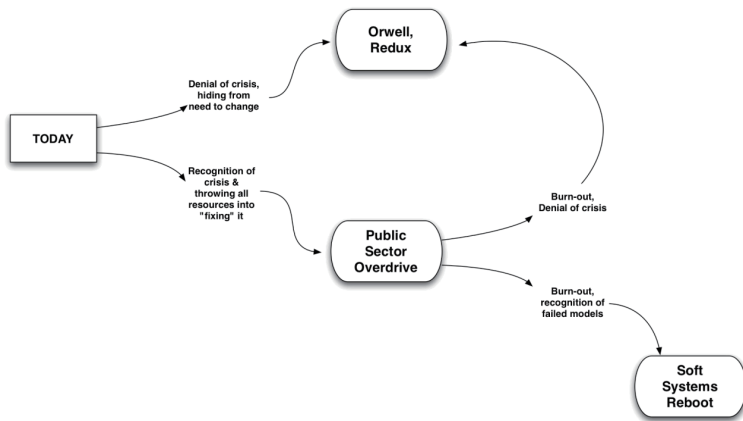 Orwell,
Redux
Denial of crisis,
hiding from
need to change
TODAY
Recognition of
crisis &
throwing all
resources into
"fixing" it
Burn-out,
Denial of crisis
Public
Sector
Overdrive
Burn-out,
recognition of
failed models
Soft
Systems
Reboot